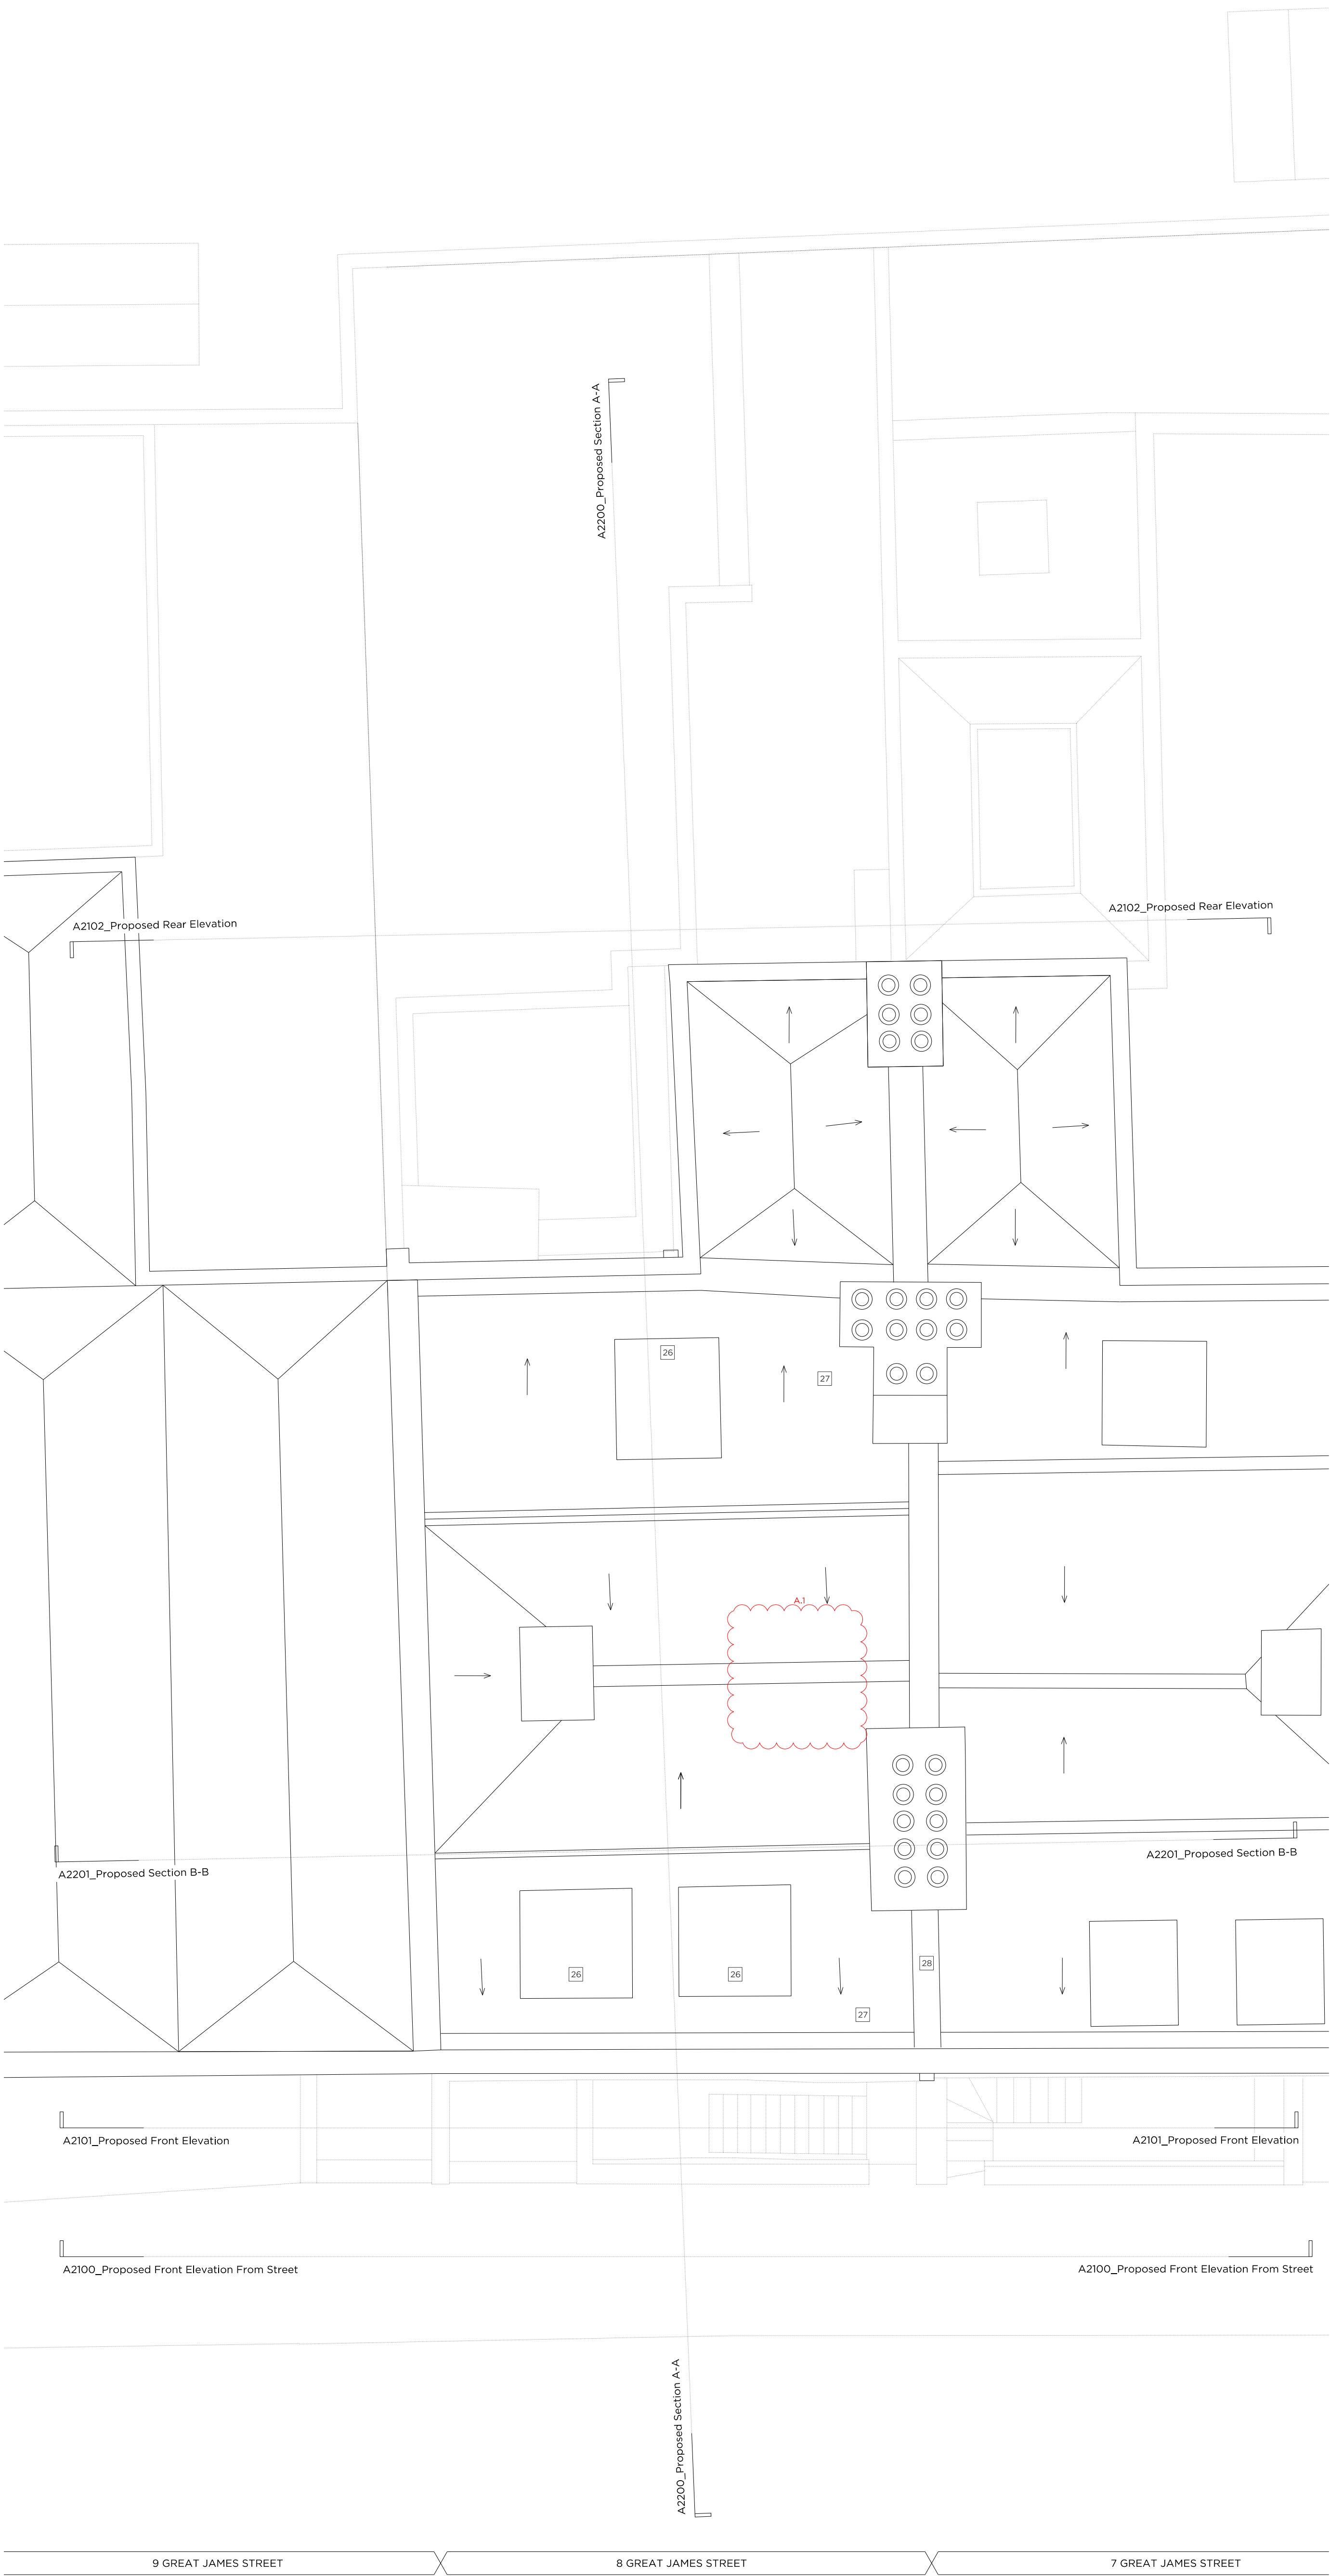 A2200_Proposed Section A-A
A2102_Proposed Rear Elevation
A2102_Proposed Rear Elevation
26
27
A.1
A2201_Proposed Section B-B
A2201_Proposed Section B-B
28
26
26
27
A2101_Proposed Front Elevation
A2101_Proposed Front Elevation
A2100_Proposed Front Elevation From Street
A2100_Proposed Front Elevation From Street
A2200_Proposed Section A-A
9 GREAT JAMES STREET
8 GREAT JAMES STREET
7 GREAT JAMES STREET